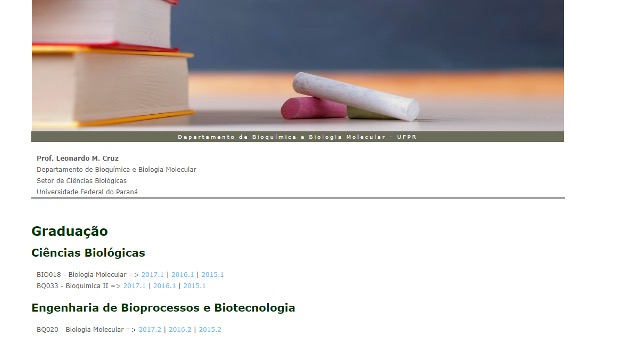 Departamento de Bioquímica e Biologia Molecular - UFPR
Prof. Leonardo M. Cruz
Departamento de Bioquímica e Biologia Molecular
Setor de Ciências Biológicas
Universidade Federal do Paraná
Graduação
Ciências Biológicas
BIO018 - Biologia Molecular => 2017.1 | 2016.1 | 2015.1
BQ033 - Bioquímica II => 2017.1 | 2016.1 | 2015.1
Engenharia de Bioprocessos e Biotecnologia
BQ020 - Biologia Molecular => 2017.2 | 2016.2 | 2015.2